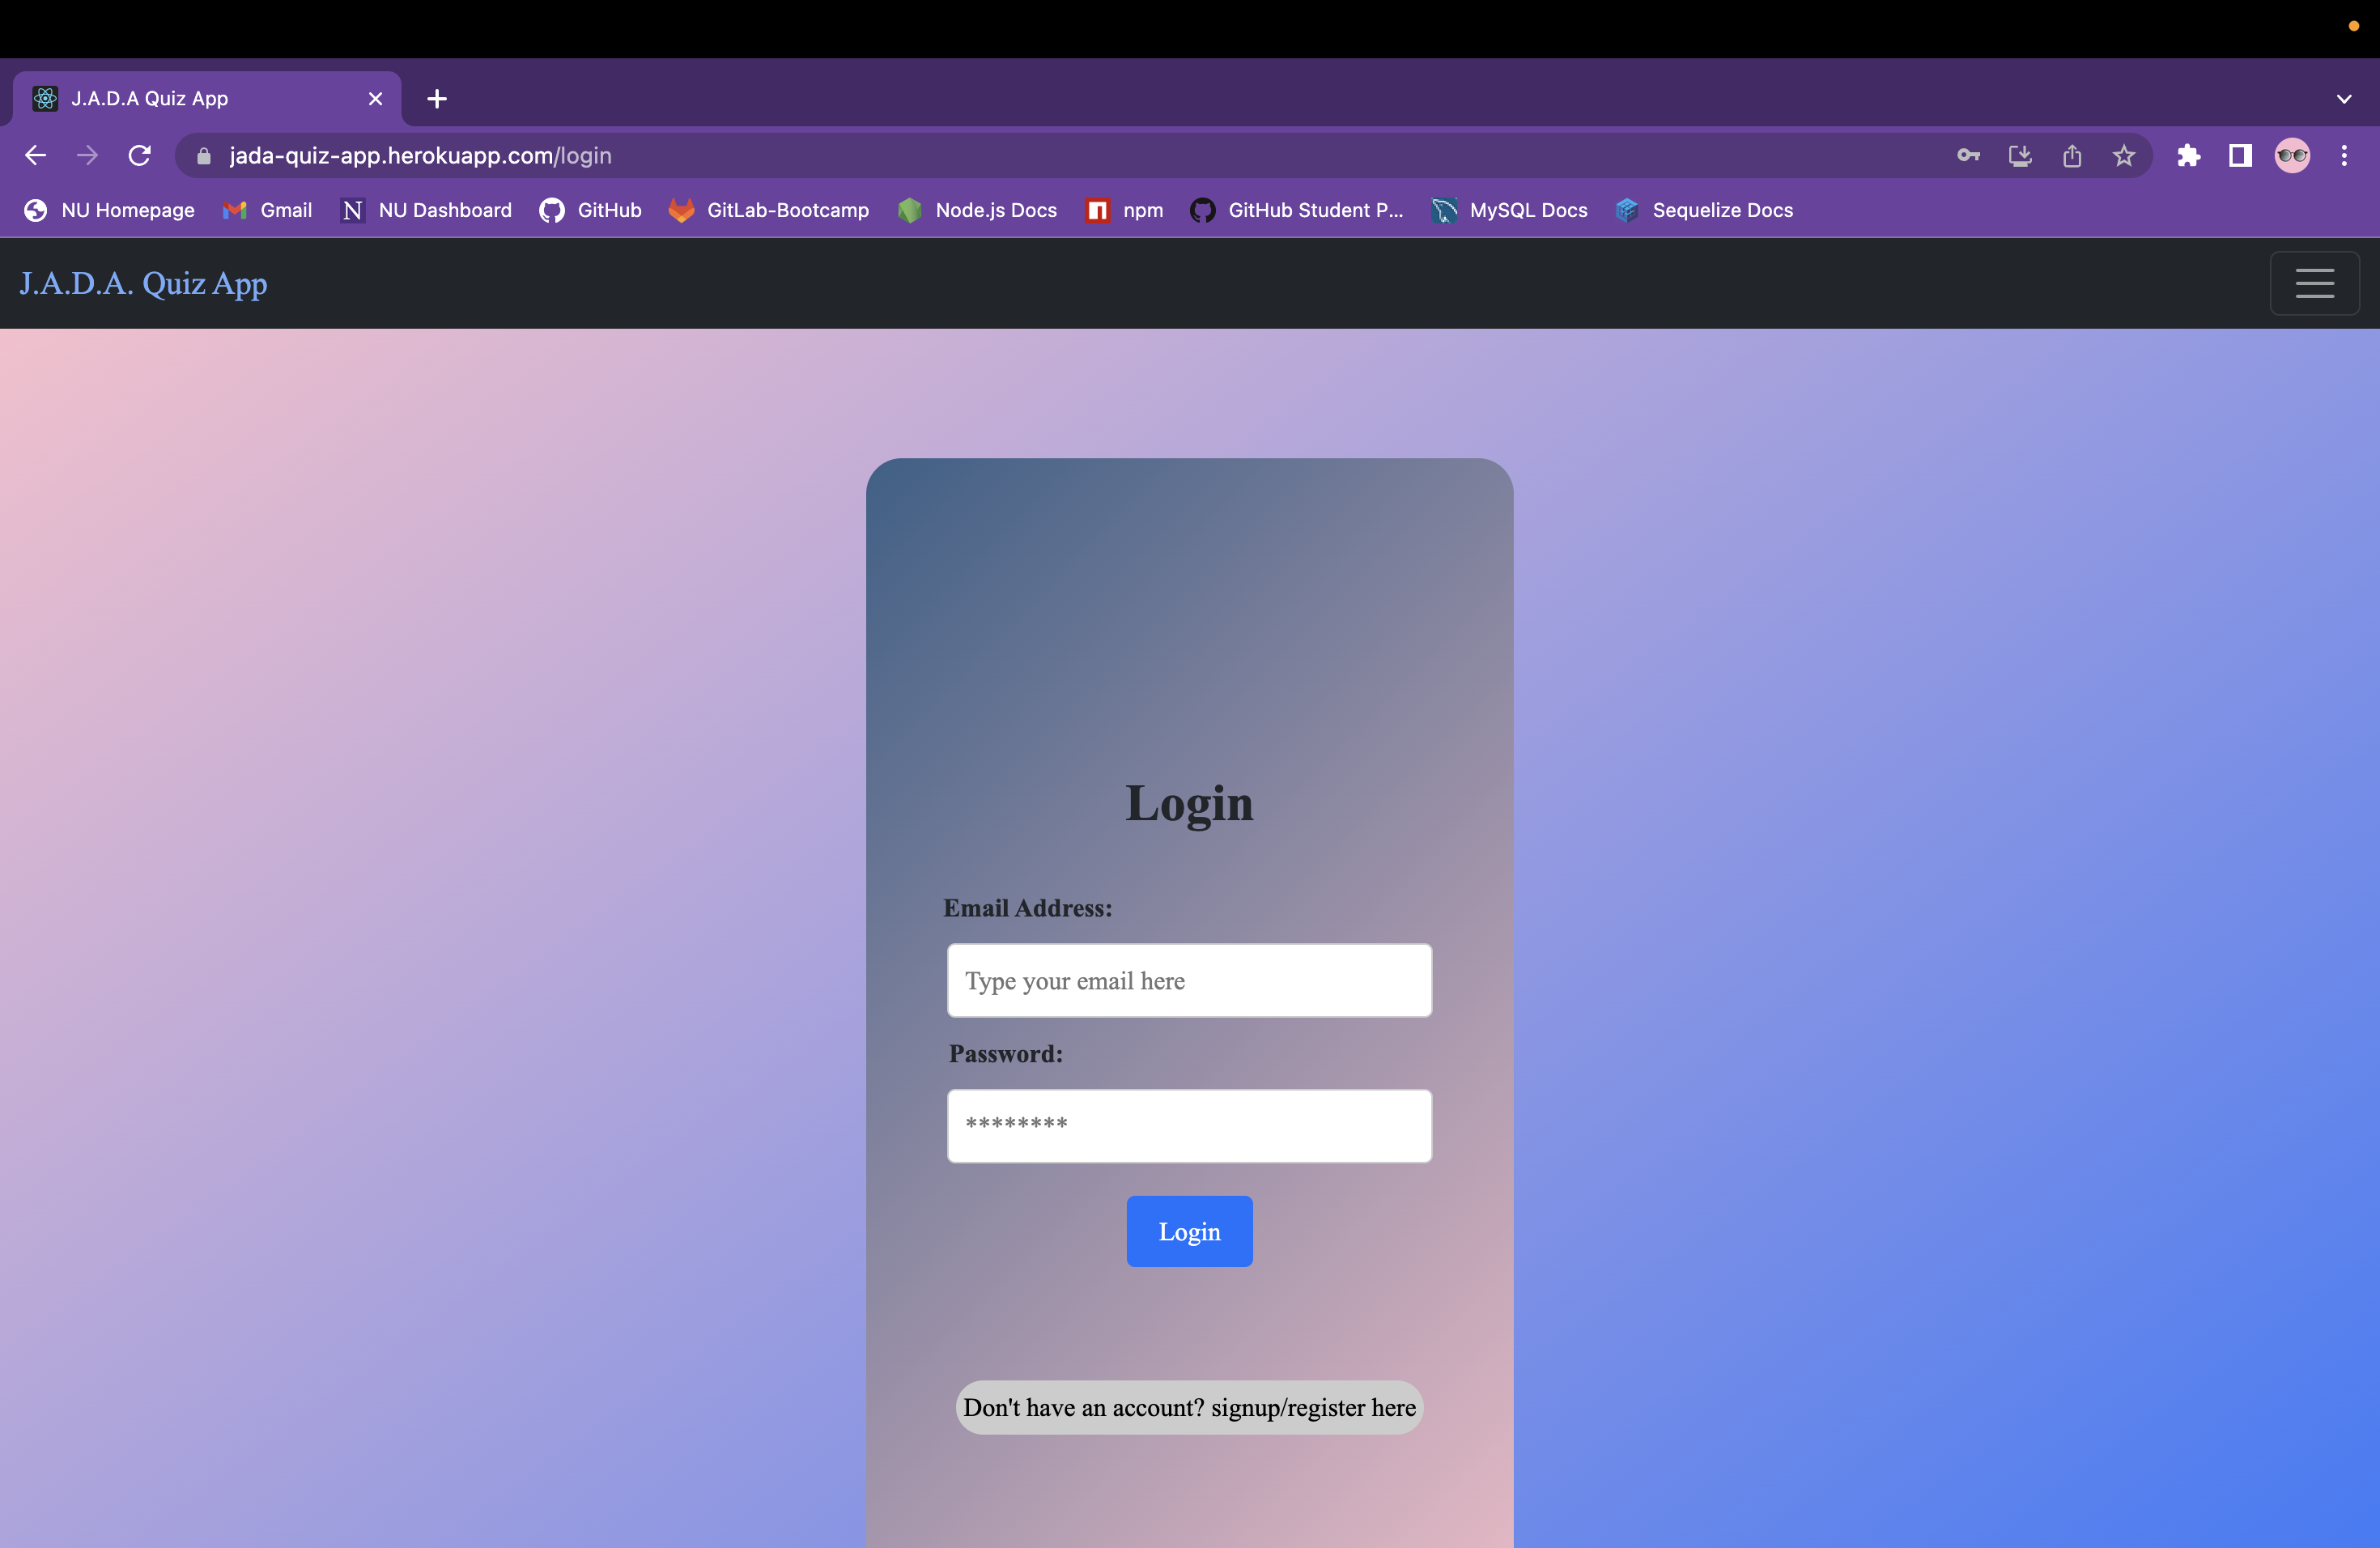 J.A.D.A Quiz App
jada-quiz-app.herokuapp.com/login
NU Homepage Gmail N NU Dashboard GitHub GitLab-Bootcamp Node.js Docs npm GitHub Student P... MySQL Docs Sequelize Docs
J.A.D.A. Quiz App
Login
Email Address:
Type your email here
Password:
********
Login
Don't have an account? signup/register here